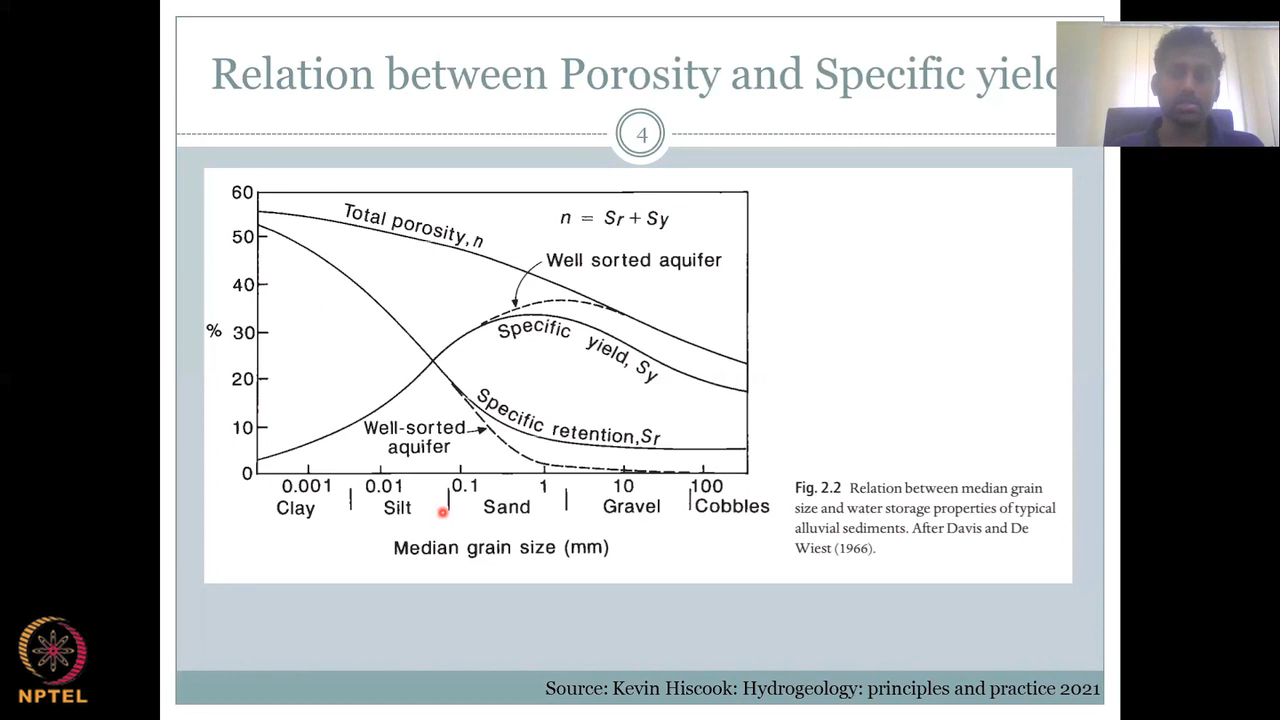 Relation between Porosity and Specific yield
4
60
50
40
30
20
10
0
%
Total porosity, n
n = Sr + Sy
Well sorted aquifer
Specific yield, Sy
Specific retention, Sr
Well-sorted
aquifer
0.001 0.01 0.1 1 10 100
Clay Silt Sand Gravel Cobbles
Median grain size (mm)
Fig. 2.2 Relation between median grain
size and water storage properties of typical
alluvial sediments. After Davis and De
Wiest (1966).
NPTEL
Source: Kevin Hiscook: Hydrogeology: principles and practice 2021